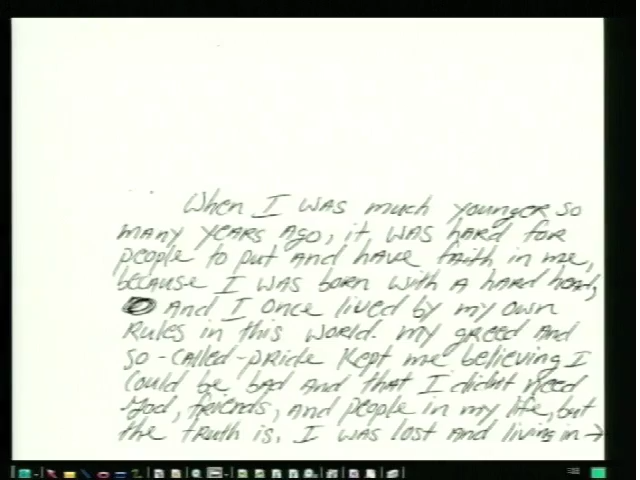 When I was much younger so
many years ago, it was hard for
people to put and have faith in me,
because I was born with a hard head,
And I once lived by my own
Rules in this world. my greed and
so-called-pride kept me believing I
could be bad and that I didnt need
God, friends, and people in my life, but
the truth is, I was lost and living in →